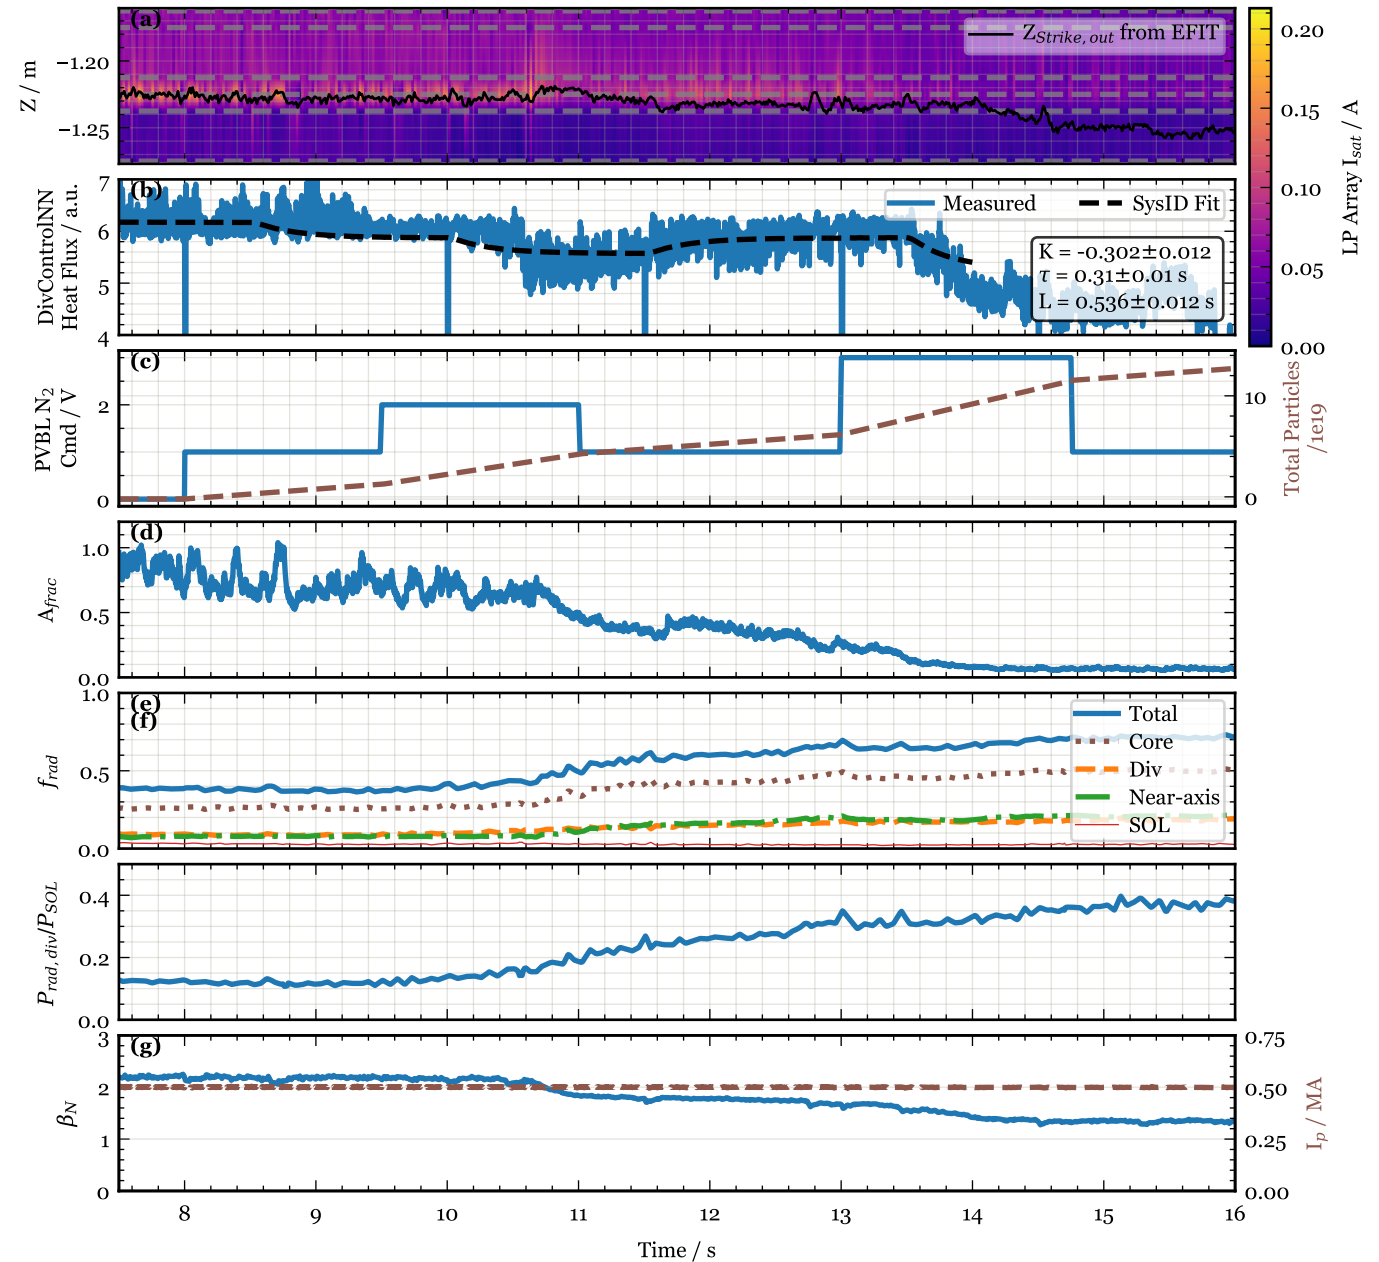 (a)
Z_Strike,out from EFIT
Z / m
−1.20
−1.25
0.20
0.15
0.10
0.05
0.00
LP Array I_sat / A
(b)
Measured
SysID Fit
K = -0.302±0.012
τ = 0.31±0.01 s
L = 0.536±0.012 s
DivControlNN
Heat Flux / a.u.
7
6
5
4
(c)
PVBL N_2
Cmd / V
2
0
10
0
Total Particles
/1e19
(d)
A_frac
1.0
0.5
0.0
(e)
(f)
f_rad
1.0
0.5
0.0
Total
Core
Div
Near-axis
SOL
P_rad,div/P_SOL
0.4
0.2
0.0
(g)
β_N
3
2
1
0
0.75
0.50
0.25
0.00
I_p / MA
8 9 10 11 12 13 14 15 16
Time / s